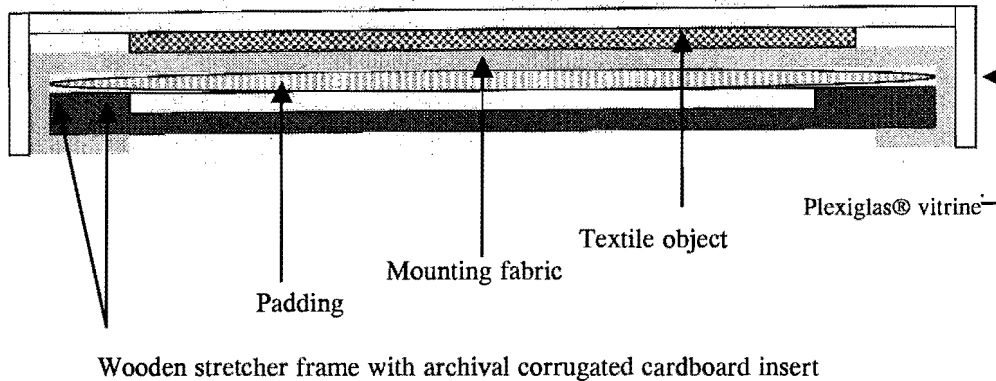 Plexiglas® vitrine
Textile object
Mounting fabric
Padding
Wooden stretcher frame with archival corrugated cardboard insert